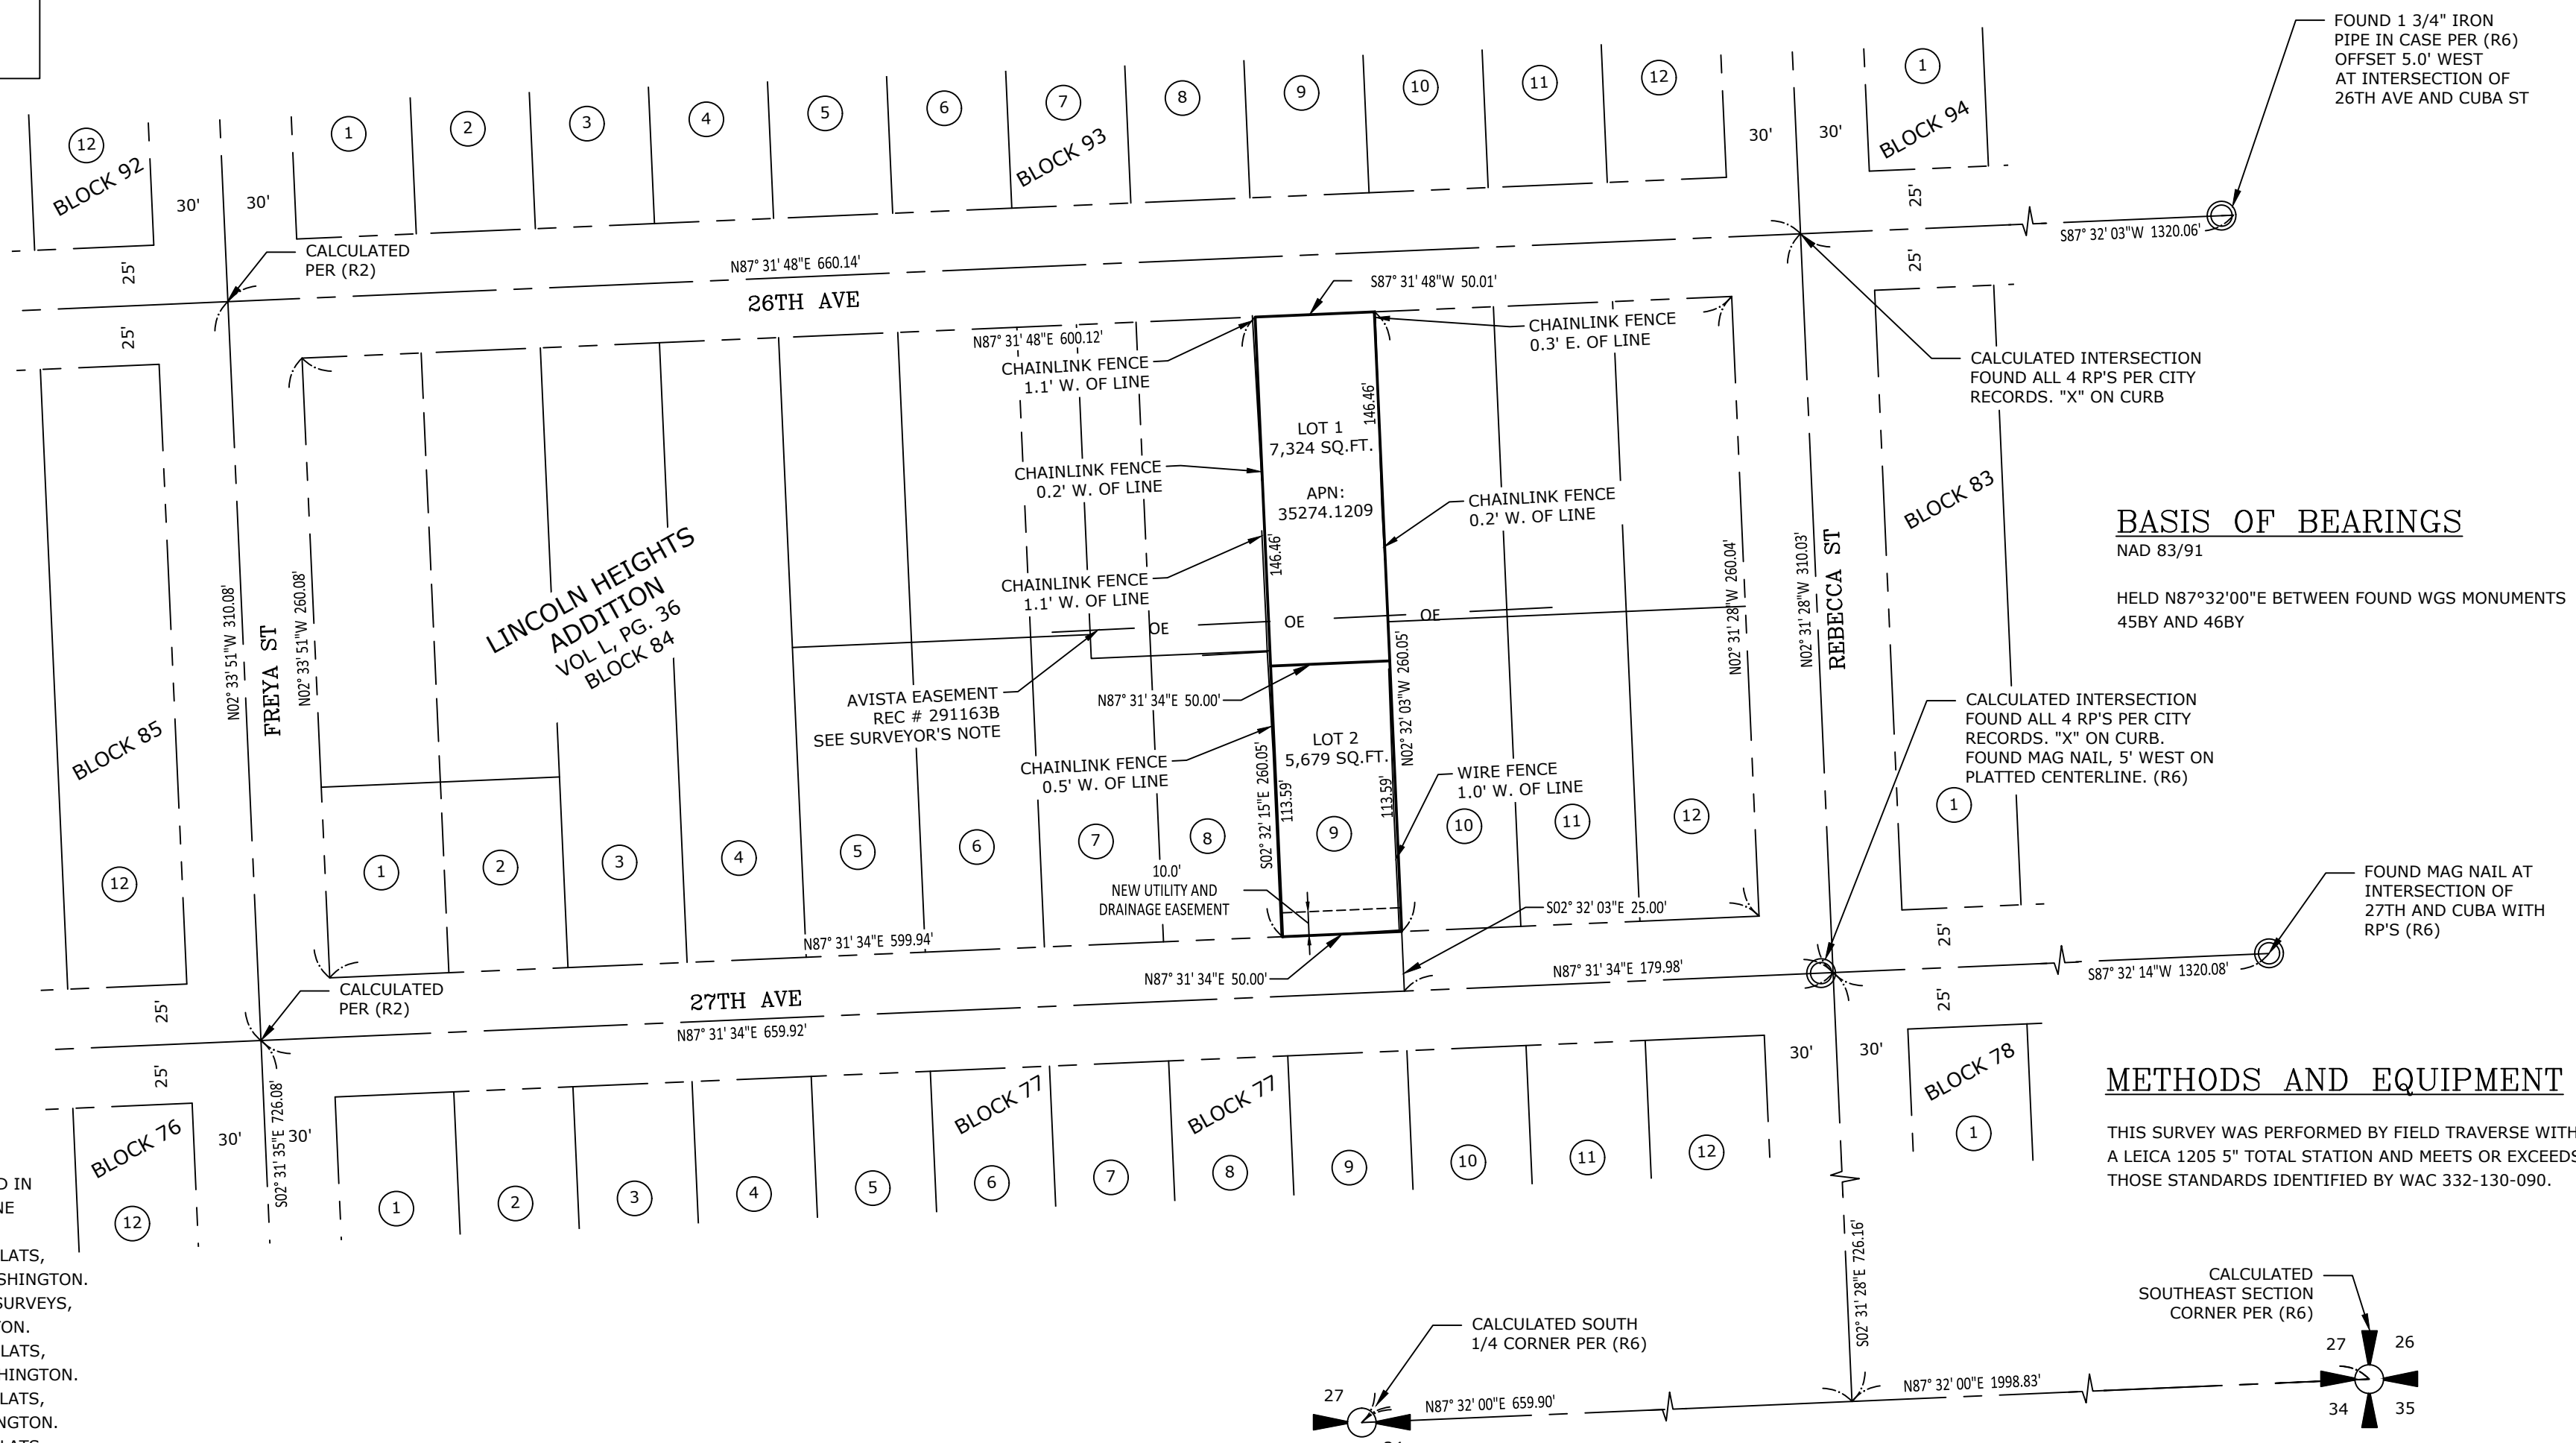 FOUND 1 3/4" IRON
PIPE IN CASE PER (R6)
OFFSET 5.0' WEST
AT INTERSECTION OF
26TH AVE AND CUBA ST
12
BLOCK 92
30'
30'
1
2
3
4
5
6
7
BLOCK 93
8
9
10
11
12
30'
30'
1
BLOCK 94
25'
25'
CALCULATED
PER (R2)
N87° 31' 48"E 660.14'
26TH AVE
25'
25'
S87° 32' 03"W 1320.06'
S87° 31' 48"W 50.01'
N87° 31' 48"E 600.12'
CHAINLINK FENCE
1.1' W. OF LINE
CHAINLINK FENCE
0.3' E. OF LINE
CALCULATED INTERSECTION
FOUND ALL 4 RP'S PER CITY
RECORDS. "X" ON CURB
146.46'
LOT 1
7,324 SQ.FT.
APN:
35274.1209
CHAINLINK FENCE
0.2' W. OF LINE
CHAINLINK FENCE
0.2' W. OF LINE
146.46'
CHAINLINK FENCE
1.1' W. OF LINE
BLOCK 83
BASIS OF BEARINGS
NAD 83/91
HELD N87°32'00"E BETWEEN FOUND WGS MONUMENTS
45BY AND 46BY
N02° 33' 51"W 310.08'
FREYA ST
N02° 33' 51"W 260.08'
LINCOLN HEIGHTS
ADDITION
VOL L, PG. 36
BLOCK 84
OE
OE
OE
N02° 31' 28"W 260.04'
N02° 31' 28"W 310.03'
REBECCA ST
AVISTA EASEMENT
REC # 291163B
SEE SURVEYOR'S NOTE
N87° 31' 34"E 50.00'
N02° 32' 03"W 260.05'
LOT 2
5,679 SQ.FT.
CALCULATED INTERSECTION
FOUND ALL 4 RP'S PER CITY
RECORDS. "X" ON CURB.
FOUND MAG NAIL, 5' WEST ON
PLATTED CENTERLINE. (R6)
BLOCK 85
CHAINLINK FENCE
0.5' W. OF LINE
S02° 32' 15"E 260.05'
113.59'
113.59'
WIRE FENCE
1.0' W. OF LINE
12
1
2
3
4
5
6
7
8
9
10
11
12
1
10.0'
NEW UTILITY AND
DRAINAGE EASEMENT
S02° 32' 03"E 25.00'
FOUND MAG NAIL AT
INTERSECTION OF
27TH AND CUBA WITH
RP'S (R6)
N87° 31' 34"E 599.94'
N87° 31' 34"E 50.00'
N87° 31' 34"E 179.98'
25'
25'
S87° 32' 14"W 1320.08'
CALCULATED
PER (R2)
25'
25'
27TH AVE
N87° 31' 34"E 659.92'
BLOCK 76
12
30'
30'
S02° 31' 35"E 726.08'
1
2
3
4
5
6
BLOCK 77
7
8
BLOCK 77
9
10
11
12
30'
30'
BLOCK 78
1
METHODS AND EQUIPMENT
THIS SURVEY WAS PERFORMED BY FIELD TRAVERSE WITH
A LEICA 1205 5" TOTAL STATION AND MEETS OR EXCEEDS
THOSE STANDARDS IDENTIFIED BY WAC 332-130-090.
S02° 31' 28"E 726.16'
CALCULATED SOUTH
1/4 CORNER PER (R6)
27
N87° 32' 00"E 659.90'
N87° 32' 00"E 1998.83'
CALCULATED
SOUTHEAST SECTION
CORNER PER (R6)
27
26
34
35
IN
SURVEYS,